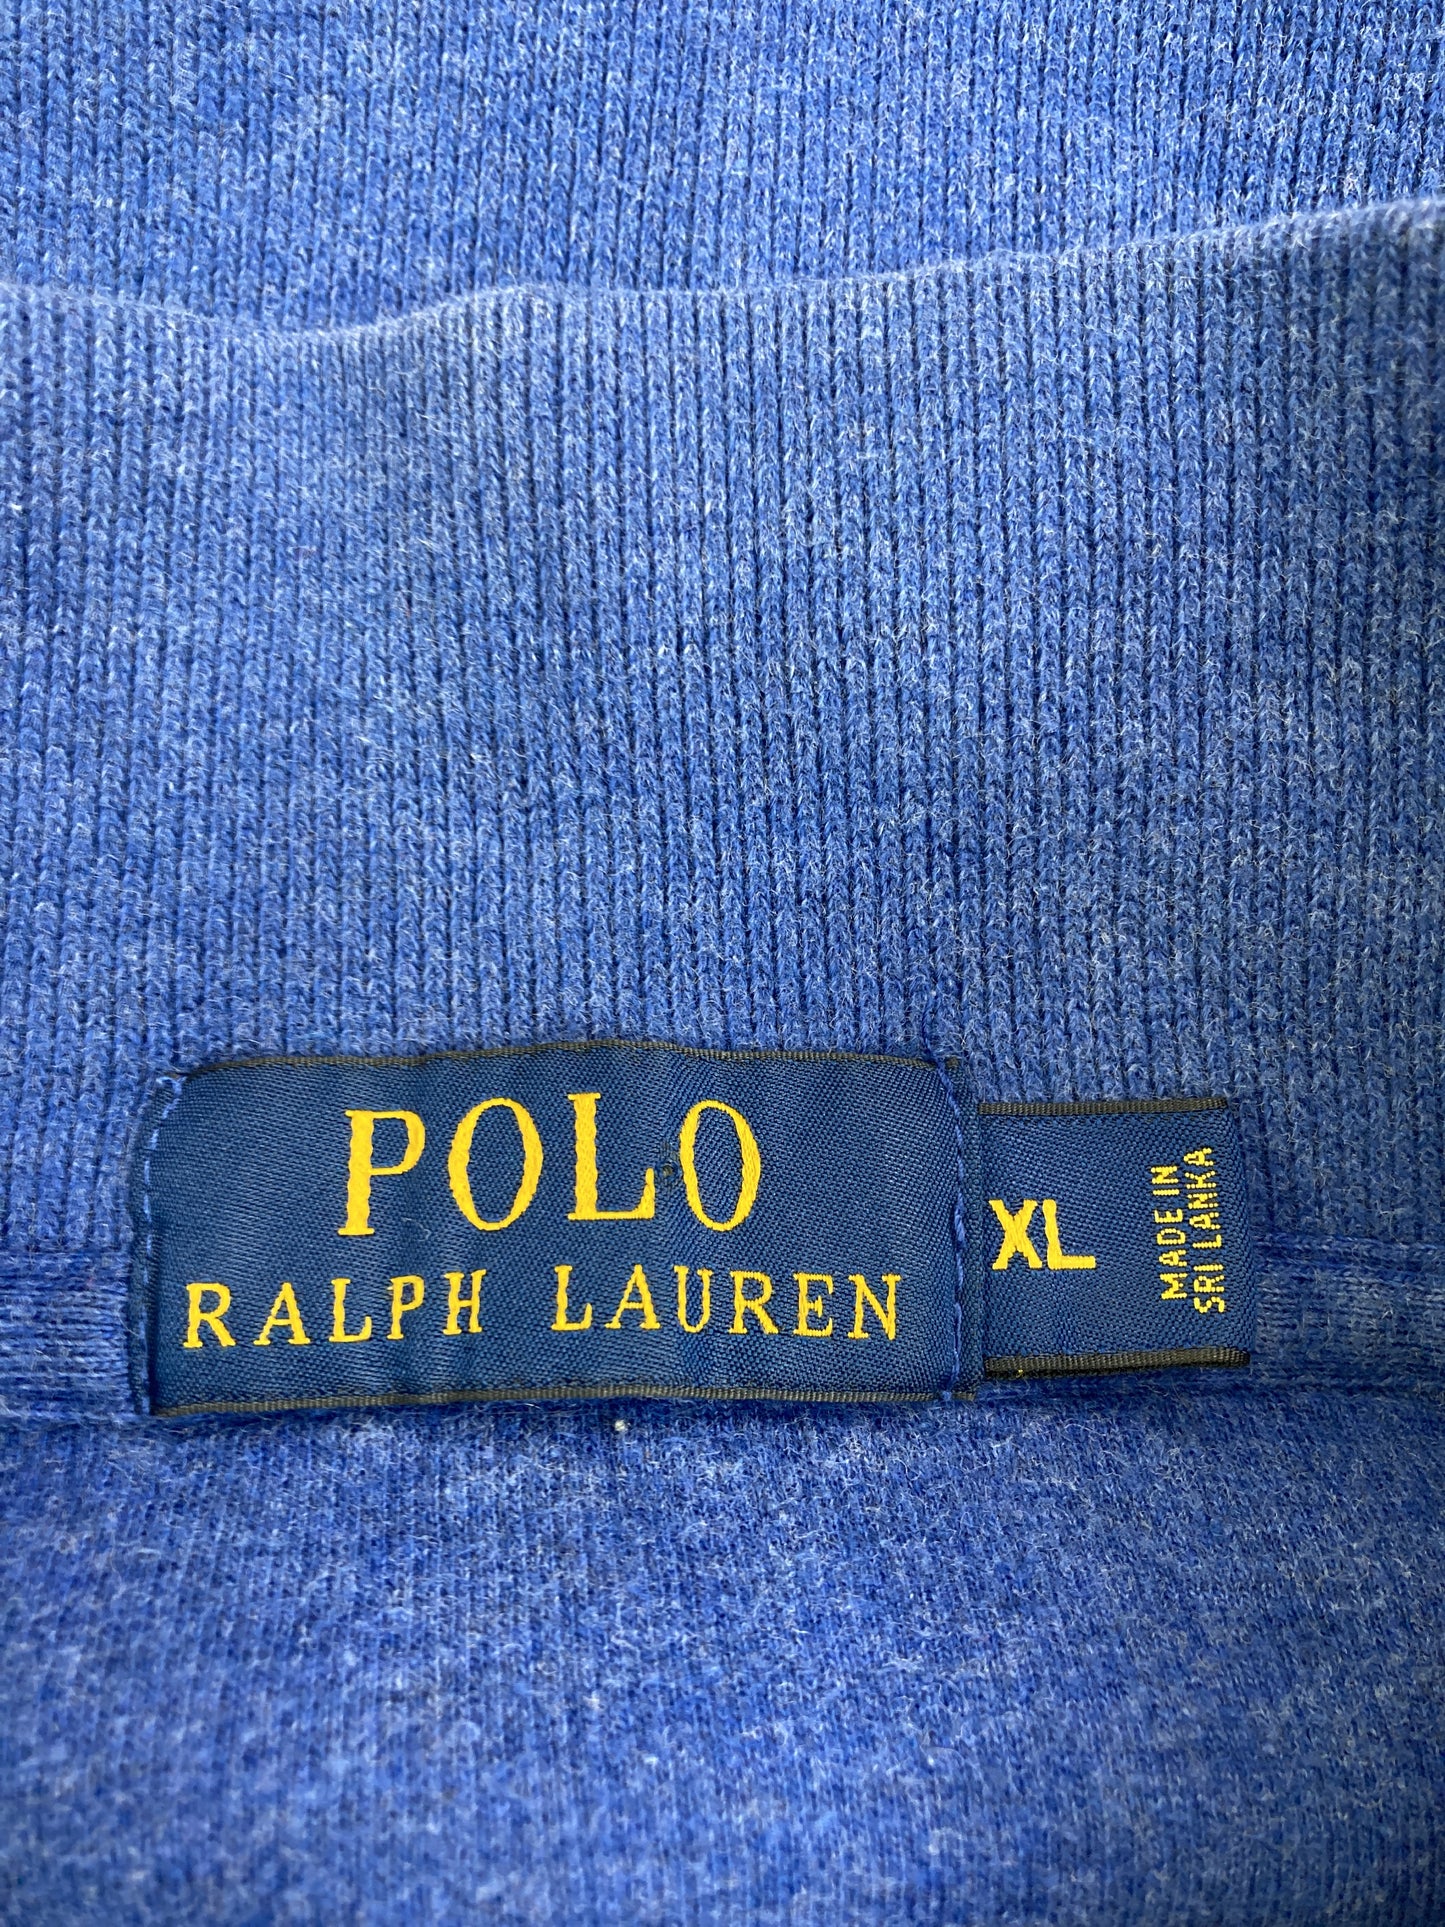 POLO
RALPH LAUREN
XL
MADE IN
SRI LANKA